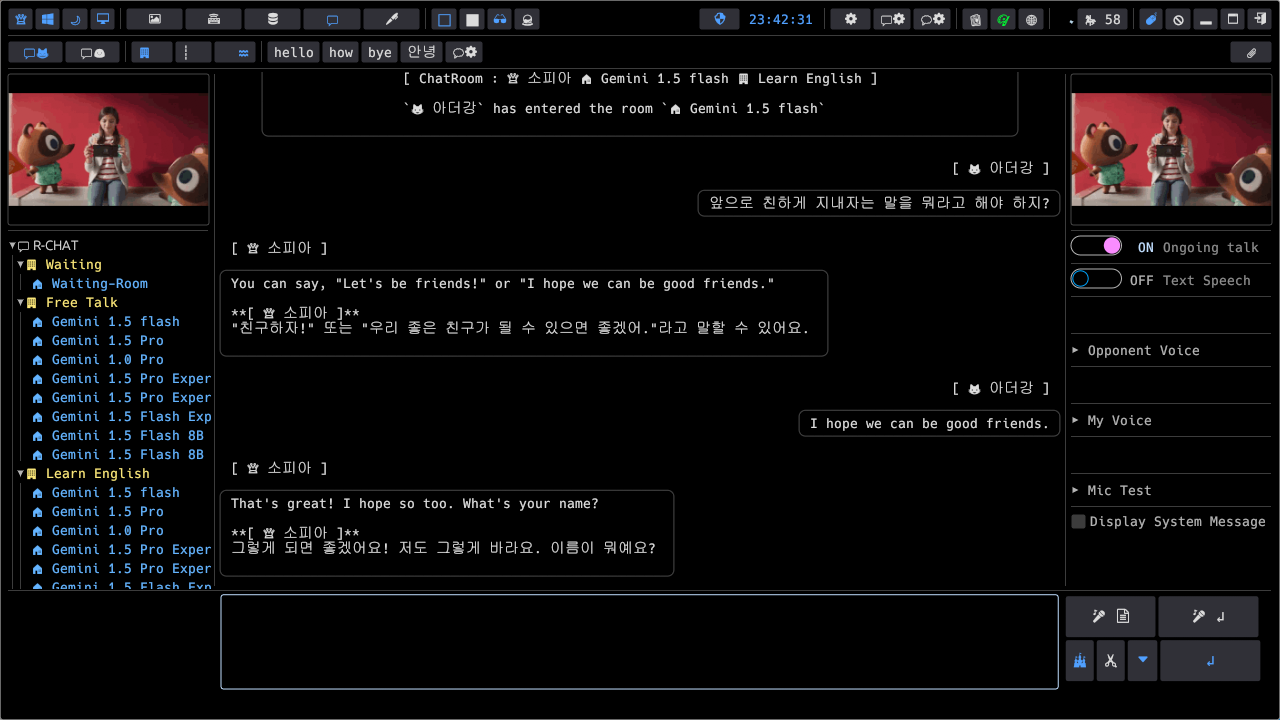 23:42:31
58
hello how bye 안녕
[ ChatRoom : 소피아 Gemini 1.5 flash Learn English ]
` 아더강` has entered the room ` Gemini 1.5 flash`
[ 아더강 ]
앞으로 친하게 지내자는 말을 뭐라고 해야 하지?
[ 소피아 ]
You can say, "Let's be friends!" or "I hope we can be good friends."
**[ 소피아 ]**
"친구하자!" 또는 "우리 좋은 친구가 될 수 있으면 좋겠어."라고 말할 수 있어요.
[ 아더강 ]
I hope we can be good friends.
[ 소피아 ]
That's great! I hope so too. What's your name?
**[ 소피아 ]**
그렇게 되면 좋겠어요! 저도 그렇게 바라요. 이름이 뭐예요?
R-CHAT
Waiting
Waiting-Room
Free Talk
Gemini 1.5 flash
Gemini 1.5 Pro
Gemini 1.0 Pro
Gemini 1.5 Pro Exper
Gemini 1.5 Pro Exper
Gemini 1.5 Flash Exp
Gemini 1.5 Flash 8B
Gemini 1.5 Flash 8B
Learn English
Gemini 1.5 flash
Gemini 1.5 Pro
Gemini 1.0 Pro
Gemini 1.5 Pro Exper
Gemini 1.5 Pro Exper
Gemini 1.5 Flash Exp
ON Ongoing talk
OFF Text Speech
Opponent Voice
My Voice
Mic Test
Display System Message